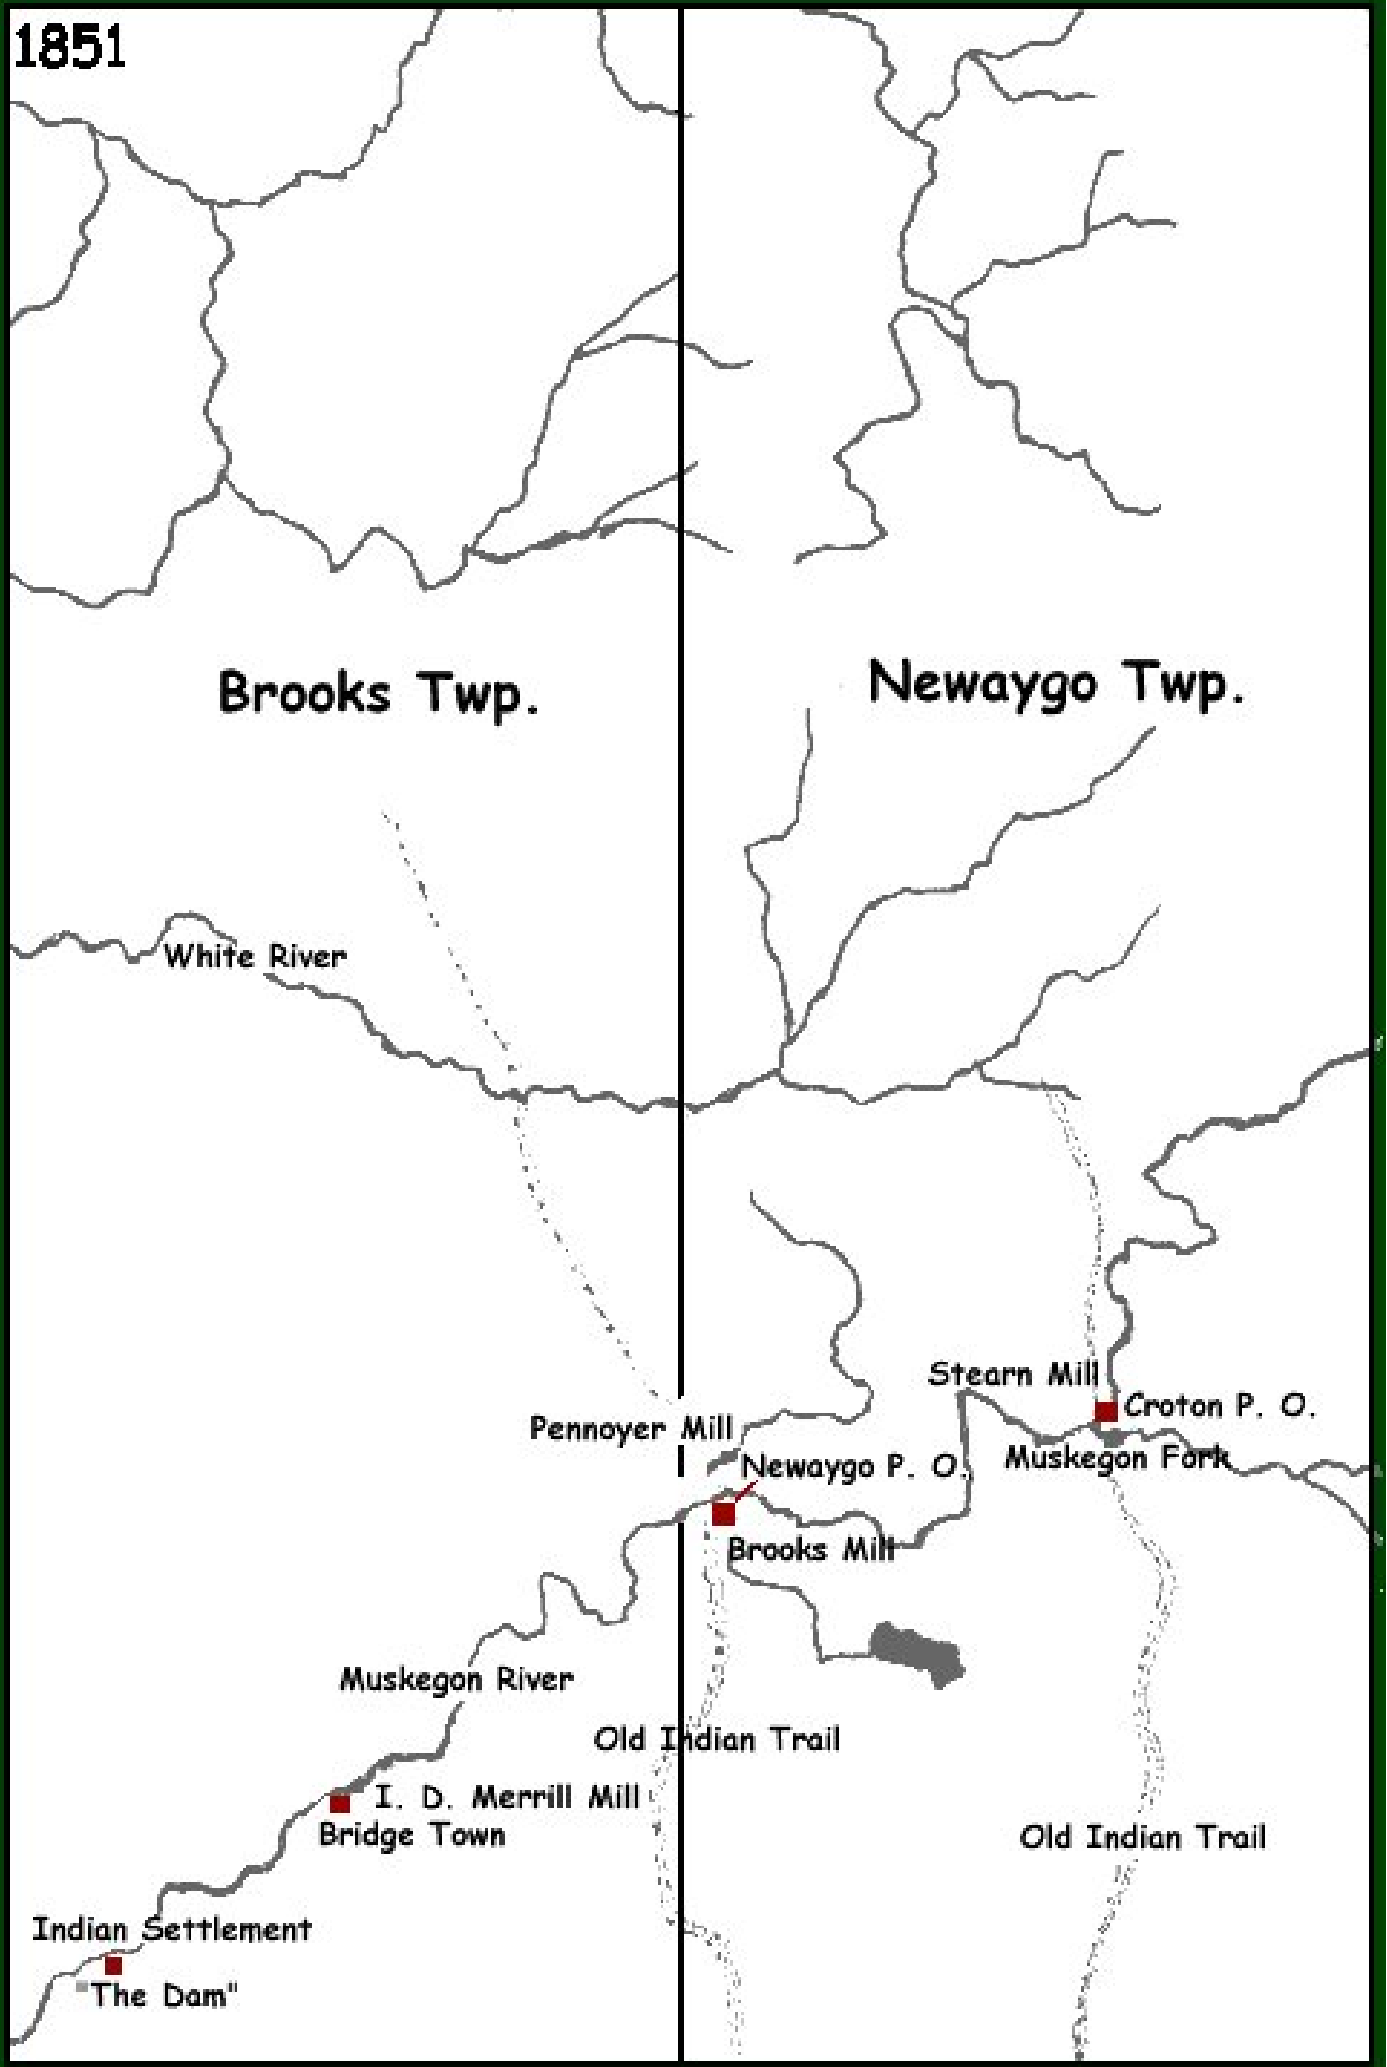 1851
Brooks Twp.
Newaygo Twp.
White River
Stearn Mill
Croton P. O.
Pennoyer Mill
Muskegon Fork
Newaygo P. O.
Brooks Mill
Muskegon River
Old Indian Trail
I. D. Merrill Mill
Bridge Town
Old Indian Trail
Indian Settlement
"The Dam"